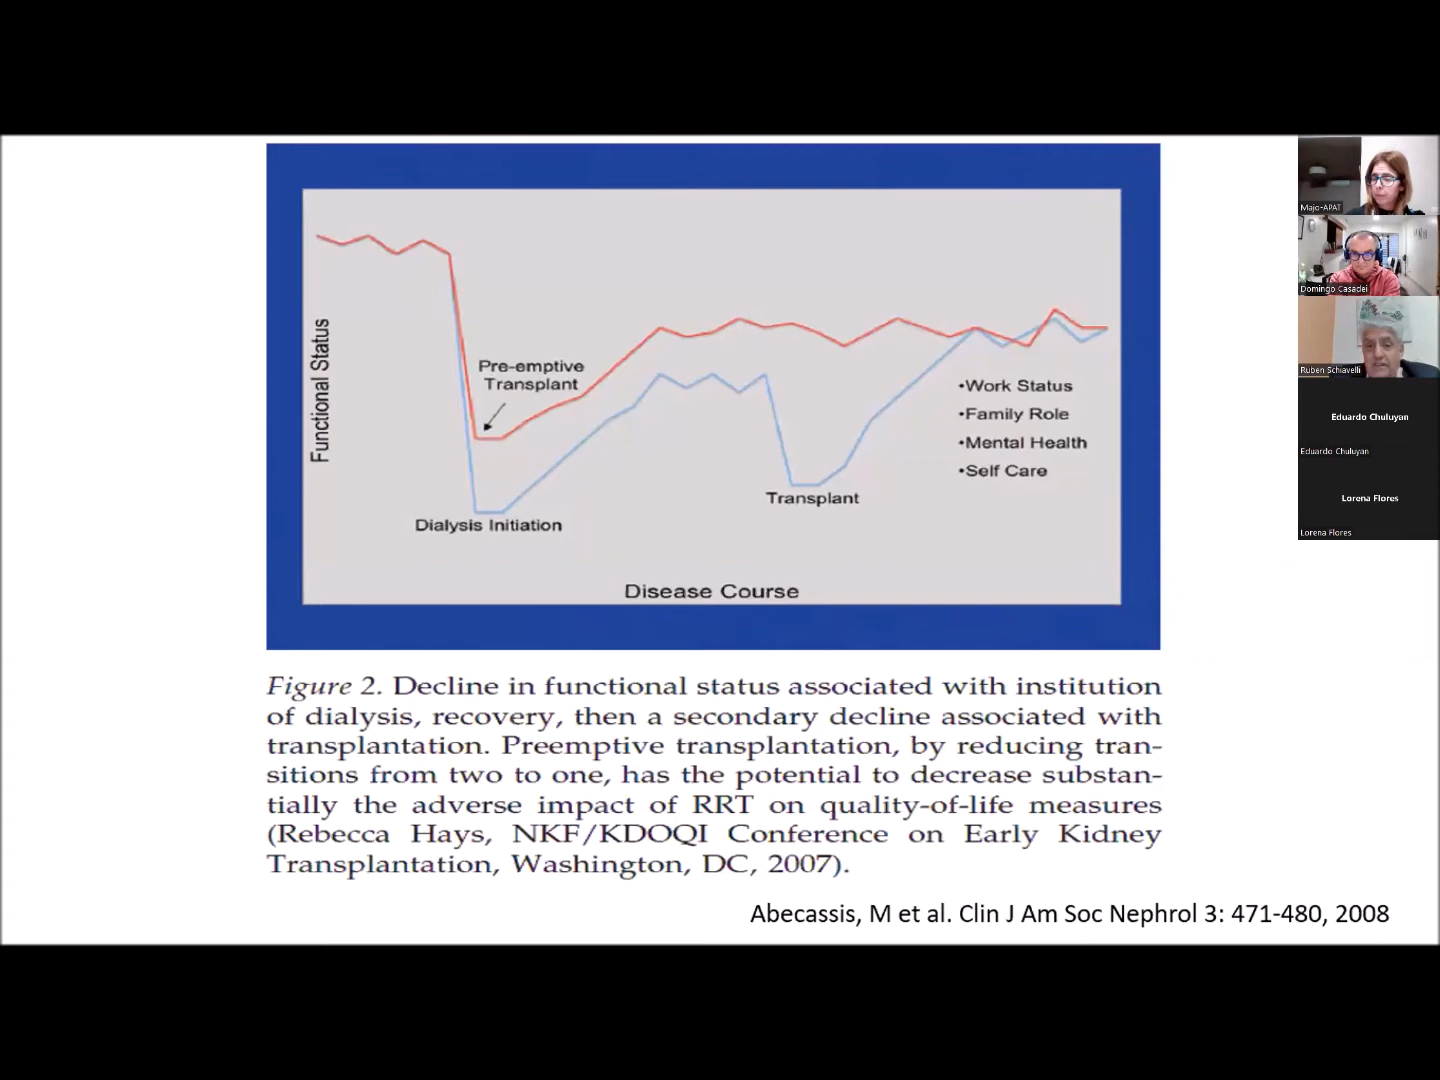 Functional Status
Pre-emptive
Transplant
Dialysis Initiation
Transplant
•Work Status
•Family Role
•Mental Health
•Self Care
Disease Course
Figure 2. Decline in functional status associated with institution
of dialysis, recovery, then a secondary decline associated with
transplantation. Preemptive transplantation, by reducing tran-
sitions from two to one, has the potential to decrease substan-
tially the adverse impact of RRT on quality-of-life measures
(Rebecca Hays, NKF/KDOQI Conference on Early Kidney
Transplantation, Washington, DC, 2007).
Abecassis, M et al. Clin J Am Soc Nephrol 3: 471-480, 2008
Majo-APAT
Domingo Casadei
Ruben Schiavelli
Eduardo Chuluyan
Eduardo Chuluyan
Lorena Flores
Lorena Flores